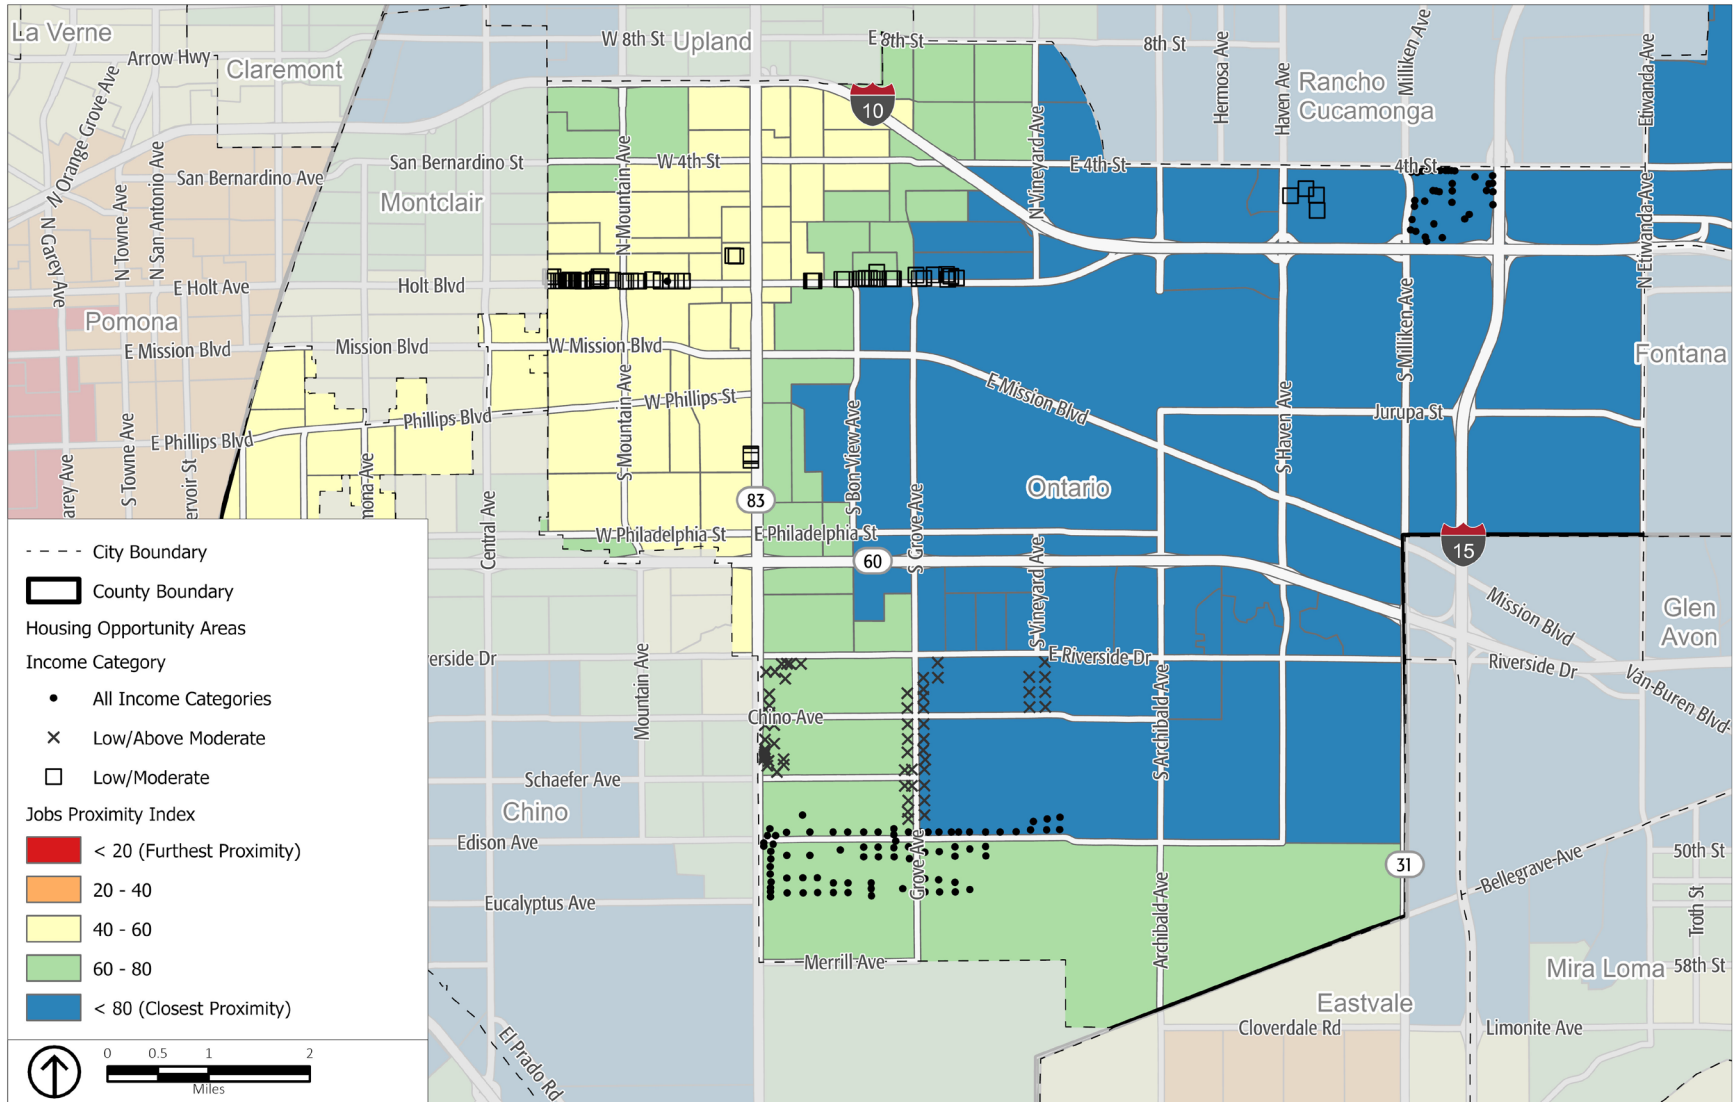 La Verne
Arrow Hwy
Claremont
W 8th St
Upland
E 8th St
8th St
Hermosa Ave
Haven Ave
Rancho
Cucamonga
Milliken Ave
Etiwanda Ave
N Orange Grove Ave
10
San Bernardino St
San Bernardino Ave
W 4th St
E 4th St
4th St
N Mountain Ave
N Vineyard Ave
Montclair
N Garey Ave
N Towne Ave
N San Antonio Ave
N Etiwanda Ave
E Holt Ave
Holt Blvd
Pomona
E Mission Blvd
Mission Blvd
W Mission Blvd
E Mission Blvd
S Milliken Ave
Fontana
W Phillips St
Phillips Blvd
E Phillips Blvd
S Mountain Ave
S Bon View Ave
S Haven Ave
Jurupa St
arey Ave
S Towne Ave
ervoir St
mona Ave
Central Ave
83
Ontario
S Grove Ave
W Philadelphia St
E Philadelphia St
60
15
S Vineyard Ave
Mission Blvd
Glen
Avon
erside Dr
E Riverside Dr
Riverside Dr
Van Buren Blvd
Mountain Ave
Chino Ave
S Archibald Ave
Schaefer Ave
Chino
Edison Ave
Grove Ave
31
Bellegrave Ave
50th St
Troth St
Eucalyptus Ave
Archibald Ave
Merrill Ave
Mira Loma
58th St
Eastvale
Cloverdale Rd
Limonite Ave
El Prado Rd
City Boundary
County Boundary
Housing Opportunity Areas
Income Category
All Income Categories
Low/Above Moderate
Low/Moderate
Jobs Proximity Index
< 20 (Furthest Proximity)
20 - 40
40 - 60
60 - 80
< 80 (Closest Proximity)
0 0.5 1 2
Miles